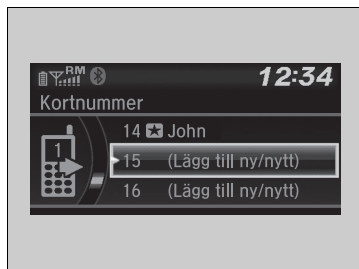 RM 12:34
Kortnummer
14 John
1
15 (Lägg till ny/nytt)
16 (Lägg till ny/nytt)